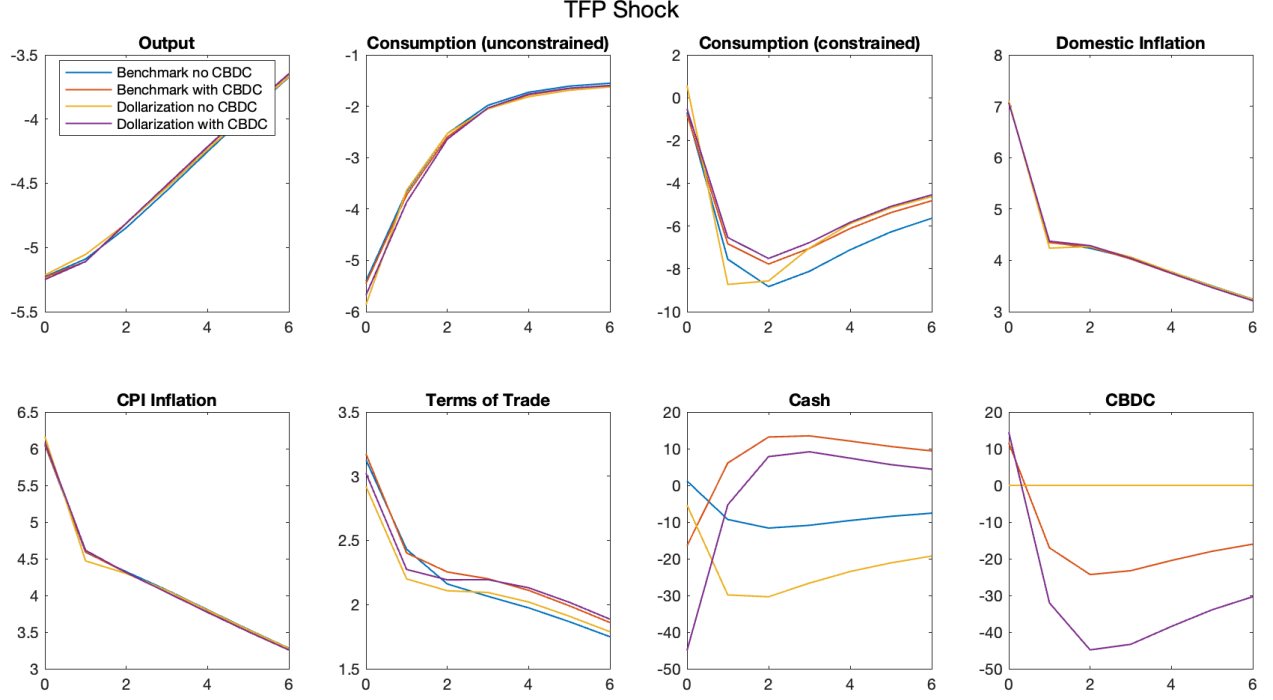 TFP Shock
Output
-3.5
-4
-4.5
-5
-5.5
0 2 4 6
Benchmark no CBDC
Benchmark with CBDC
Dollarization no CBDC
Dollarization with CBDC
Consumption (unconstrained)
-1
-2
-3
-4
-5
-6
0 2 4 6
Consumption (constrained)
2
0
-2
-4
-6
-8
-10
0 2 4 6
Domestic Inflation
8
7
6
5
4
3
0 2 4 6
CPI Inflation
6.5
6
5.5
5
4.5
4
3.5
3
0 2 4 6
Terms of Trade
3.5
3
2.5
2
1.5
0 2 4 6
Cash
20
10
0
-10
-20
-30
-40
-50
0 2 4 6
CBDC
20
10
0
-10
-20
-30
-40
-50
0 2 4 6